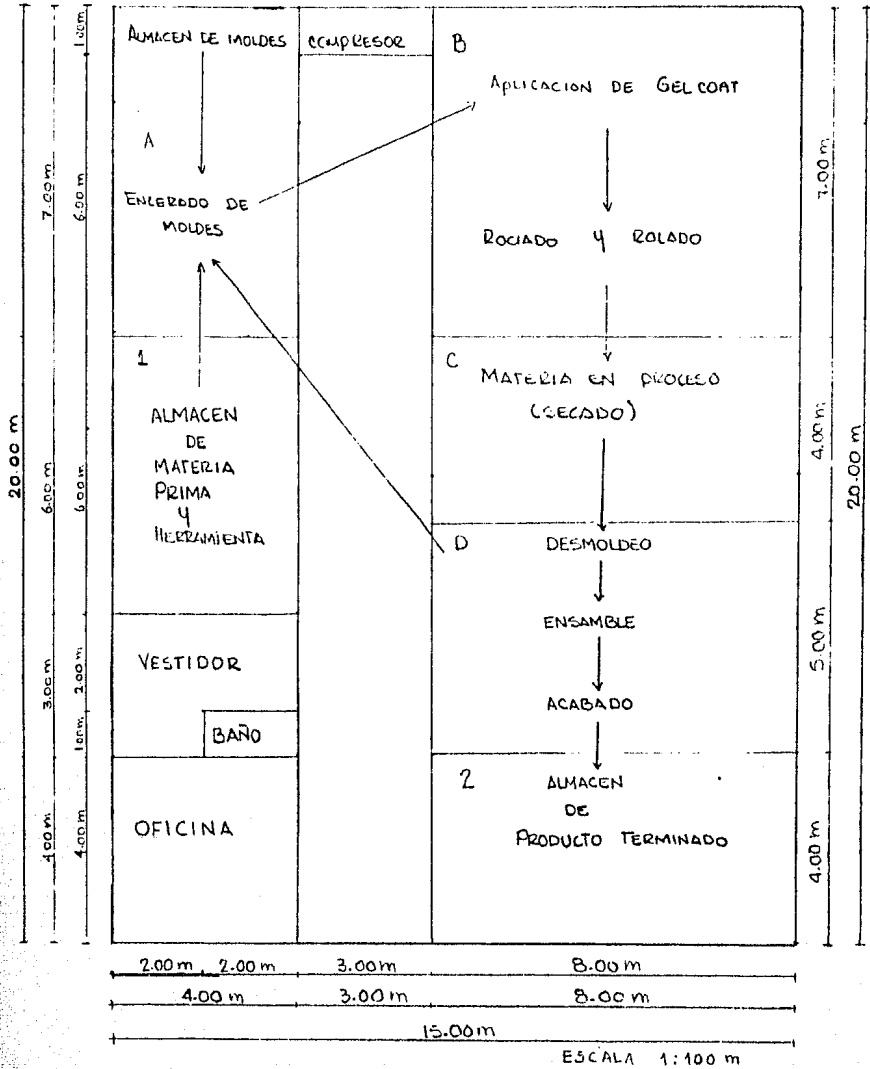 ALMACEN DE MOLDES
COMPRESOR
B
APLICACION DE GELCOAT
A
ENCERADO DE
MOLDES
ROCIADO Y ROLADO
1
ALMACEN
DE
MATERIA
PRIMA
Y
HERRAMIENTA
C
MATERIA EN PROCESO
(SECADO)
D
DESMOLDEO
ENSAMBLE
ACABADO
VESTIDOR
BAÑO
OFICINA
2
ALMACEN
DE
PRODUCTO TERMINADO
20.00 m
7.00 m
6.00 m
3.00 m
4.00 m
1.00 m
6.00 m
6.00 m
2.00 m
1.00 m
4.00 m
7.00 m
4.00 m
5.00 m
4.00 m
20.00 m
2.00 m 2.00 m 3.00 m 8.00 m
4.00 m 3.00 m 8.00 m
15.00 m
ESCALA 1:100 m